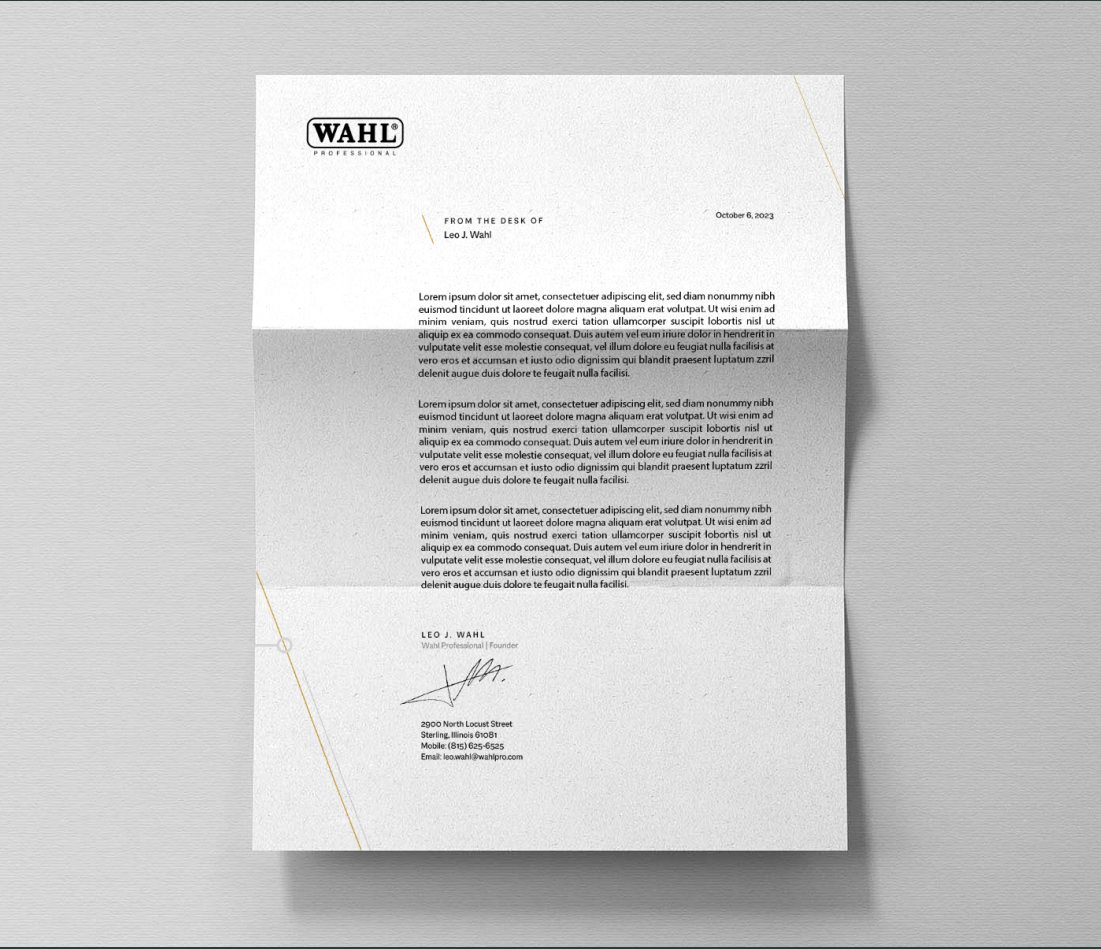 WAHL®
PROFESSIONAL
FROM THE DESK OF
Leo J. Wahl
October 6, 2023
Lorem ipsum dolor sit amet, consectetuer adipiscing elit, sed diam nonummy nibh
euismod tincidunt ut laoreet dolore magna aliquam erat volutpat. Ut wisi enim ad
minim veniam, quis nostrud exerci tation ullamcorper suscipit lobortis nisl ut
aliquip ex ea commodo consequat. Duis autem vel eum iriure dolor in hendrerit in
vulputate velit esse molestie consequat, vel illum dolore eu feugiat nulla facilisis at
vero eros et accumsan et iusto odio dignissim qui blandit praesent luptatum zzril
delenit augue duis dolore te feugait nulla facilisi.
Lorem ipsum dolor sit amet, consectetuer adipiscing elit, sed diam nonummy nibh
euismod tincidunt ut laoreet dolore magna aliquam erat volutpat. Ut wisi enim ad
minim veniam, quis nostrud exerci tation ullamcorper suscipit lobortis nisl ut
aliquip ex ea commodo consequat. Duis autem vel eum iriure dolor in hendrerit in
vulputate velit esse molestie consequat, vel illum dolore eu feugiat nulla facilisis at
vero eros et accumsan et iusto odio dignissim qui blandit praesent luptatum zzril
delenit augue duis dolore te feugait nulla facilisi.
Lorem ipsum dolor sit amet, consectetuer adipiscing elit, sed diam nonummy nibh
euismod tincidunt ut laoreet dolore magna aliquam erat volutpat. Ut wisi enim ad
minim veniam, quis nostrud exerci tation ullamcorper suscipit lobortis nisl ut
aliquip ex ea commodo consequat. Duis autem vel eum iriure dolor in hendrerit in
vulputate velit esse molestie consequat, vel illum dolore eu feugiat nulla facilisis at
vero eros et accumsan et iusto odio dignissim qui blandit praesent luptatum zzril
delenit augue duis dolore te feugait nulla facilisi.
LEO J. WAHL
Wahl Professional | Founder
2900 North Locust Street
Sterling, Illinois 61081
Mobile: (815) 625-6525
Email: leo.wahl@wahlpro.com